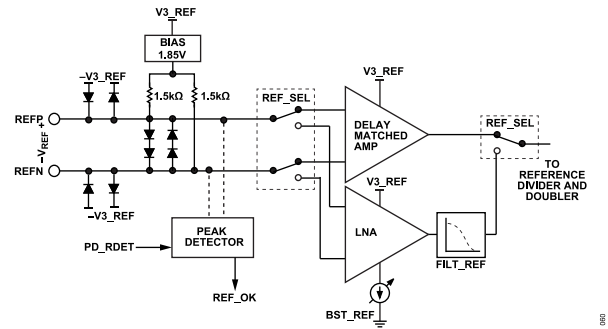 V3_REF
BIAS
1.85V
–V3_REF
1.5kΩ
1.5kΩ
REFP
+
V_REF
–
REFN
–V3_REF
PD_RDET
PEAK
DETECTOR
REF_OK
REF_SEL
V3_REF
DELAY
MATCHED
AMP
V3_REF
LNA
BST_REF
FILT_REF
REF_SEL
TO
REFERENCE
DIVIDER AND
DOUBLER
060